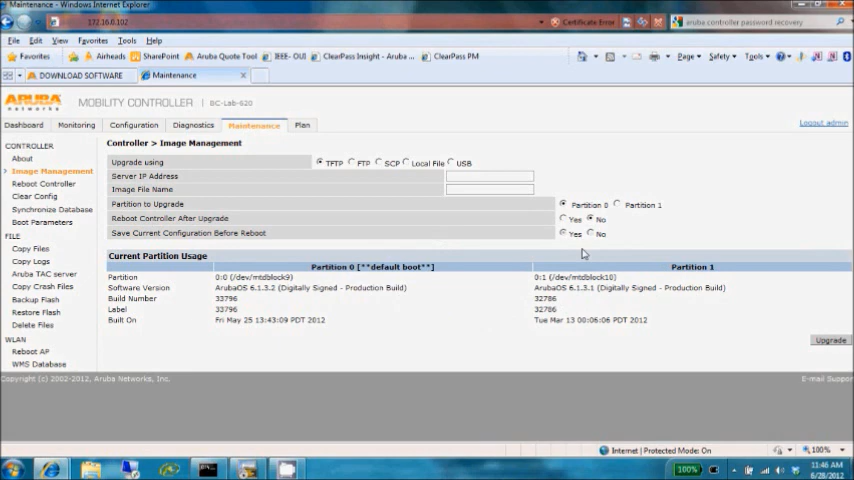 Maintenance - Windows Internet Explorer
172.16.0.102
Certificate Error
aruba controller password recovery
File Edit View Favorites Tools Help
Favorites Airheads SharePoint Aruba Quote Tool IEEE- OUI ClearPass Insight - Aruba ... ClearPass PM
Page Safety Tools
DOWNLOAD SOFTWARE Maintenance
ARUBA networks MOBILITY CONTROLLER | BC-Lab-620
Dashboard Monitoring Configuration Diagnostics Maintenance Plan
Logout admin
CONTROLLER
About
Image Management
Reboot Controller
Clear Config
Synchronize Database
Boot Parameters
FILE
Copy Files
Copy Logs
Aruba TAC server
Copy Crash Files
Backup Flash
Restore Flash
Delete Files
WLAN
Reboot AP
WMS Database
Controller > Image Management
Upgrade using TFTP FTP SCP Local File USB
Server IP Address
Image File Name
Partition to Upgrade Partition 0 Partition 1
Reboot Controller After Upgrade Yes No
Save Current Configuration Before Reboot Yes No
Current Partition Usage
Partition 0 [**default boot**] Partition 1
Partition 0:0 (/dev/mtdblock9) 0:1 (/dev/mtdblock10)
Software Version ArubaOS 6.1.3.2 (Digitally Signed - Production Build) ArubaOS 6.1.3.1 (Digitally Signed - Production Build)
Build Number 33796 32786
Label 33796 32786
Built On Fri May 25 13:43:09 PDT 2012 Tue Mar 13 00:06:06 PDT 2012
Upgrade
Copyright (c) 2002-2012, Aruba Networks, Inc.
E-mail Suppor
Internet | Protected Mode: On
100%
100%
11:46 AM
6/28/2012